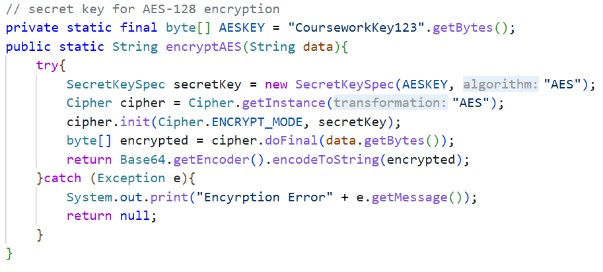 // secret key for AES-128 encryption
private static final byte[] AESKEY = "CourseworkKey123".getBytes();
public static String encryptAES(String data){
try{
SecretKeySpec secretKey = new SecretKeySpec(AESKEY, algorithm: "AES");
Cipher cipher = Cipher.getInstance(transformation: "AES");
cipher.init(Cipher.ENCRYPT_MODE, secretKey);
byte[] encrypted = cipher.doFinal(data.getBytes());
return Base64.getEncoder().encodeToString(encrypted);
}catch (Exception e){
System.out.print("Encyrption Error" + e.getMessage());
return null;
}
}